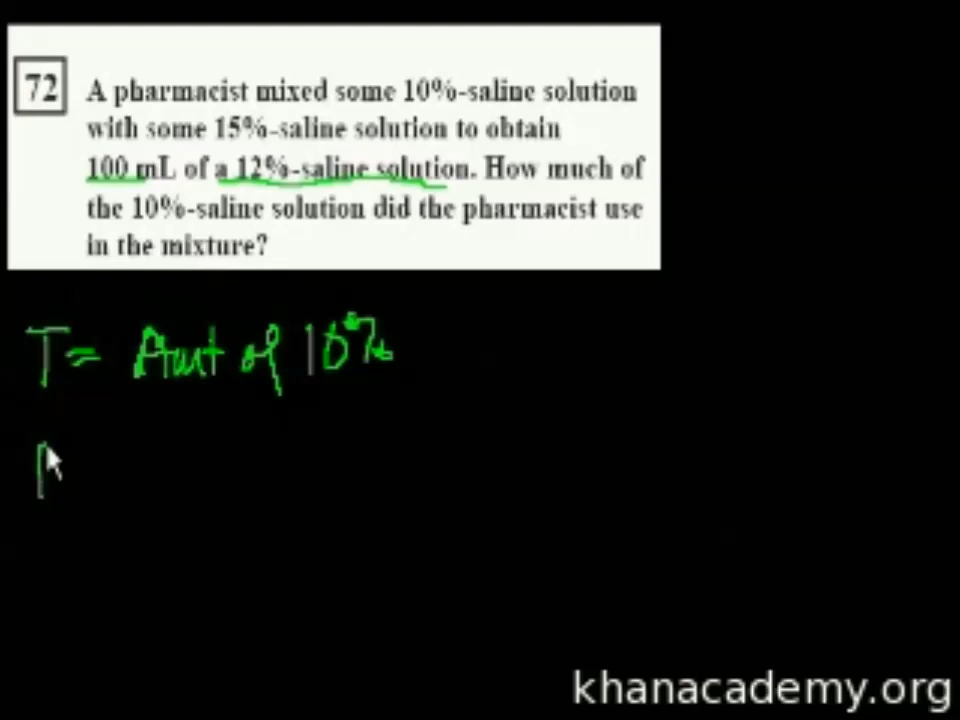 72 A pharmacist mixed some 10%-saline solution
with some 15%-saline solution to obtain
100 mL of a 12%-saline solution. How much of
the 10%-saline solution did the pharmacist use
in the mixture?
T = Amt of 10%
khanacademy.org